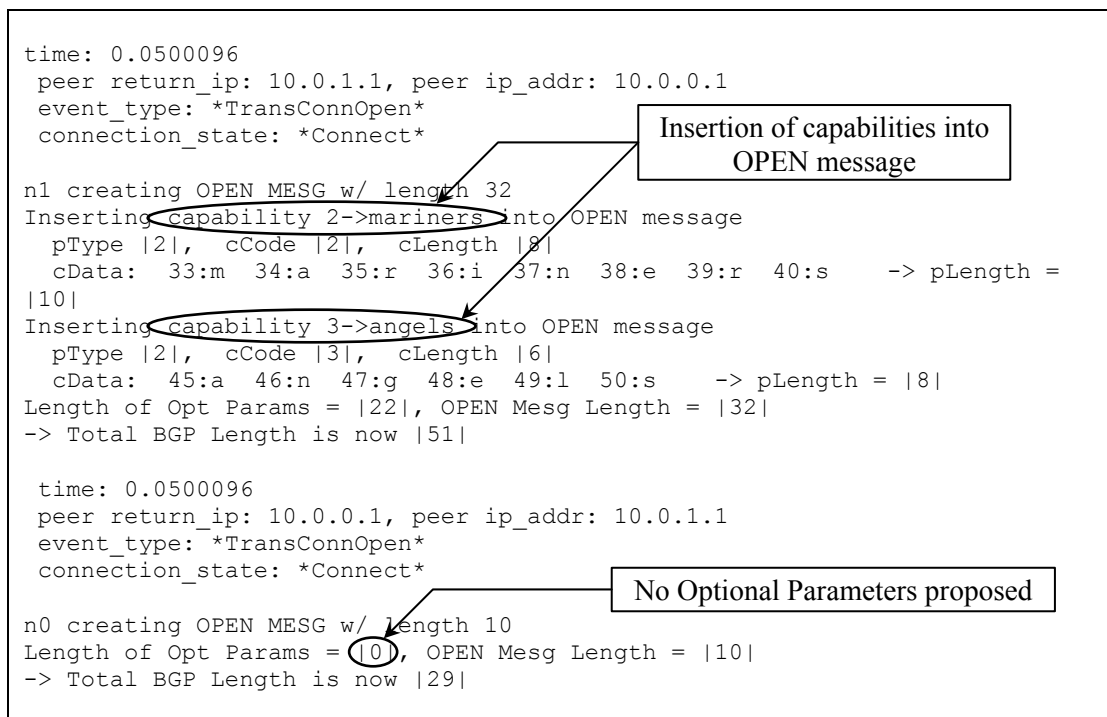 time: 0.0500096
peer return_ip: 10.0.1.1, peer ip_addr: 10.0.0.1
event_type: *TransConnOpen*
connection_state: *Connect*
Insertion of capabilities into
OPEN message
n1 creating OPEN MESG w/ length 32
Inserting capability 2->mariners into OPEN message
pType |2|, cCode |2|, cLength |8|
cData: 33:m 34:a 35:r 36:i 37:n 38:e 39:r 40:s -> pLength =
|10|
Inserting capability 3->angels into OPEN message
pType |2|, cCode |3|, cLength |6|
cData: 45:a 46:n 47:g 48:e 49:l 50:s -> pLength = |8|
Length of Opt Params = |22|, OPEN Mesg Length = |32|
-> Total BGP Length is now |51|
time: 0.0500096
peer return_ip: 10.0.0.1, peer ip_addr: 10.0.1.1
event_type: *TransConnOpen*
connection_state: *Connect*
No Optional Parameters proposed
n0 creating OPEN MESG w/ length 10
Length of Opt Params = |0|, OPEN Mesg Length = |10|
-> Total BGP Length is now |29|